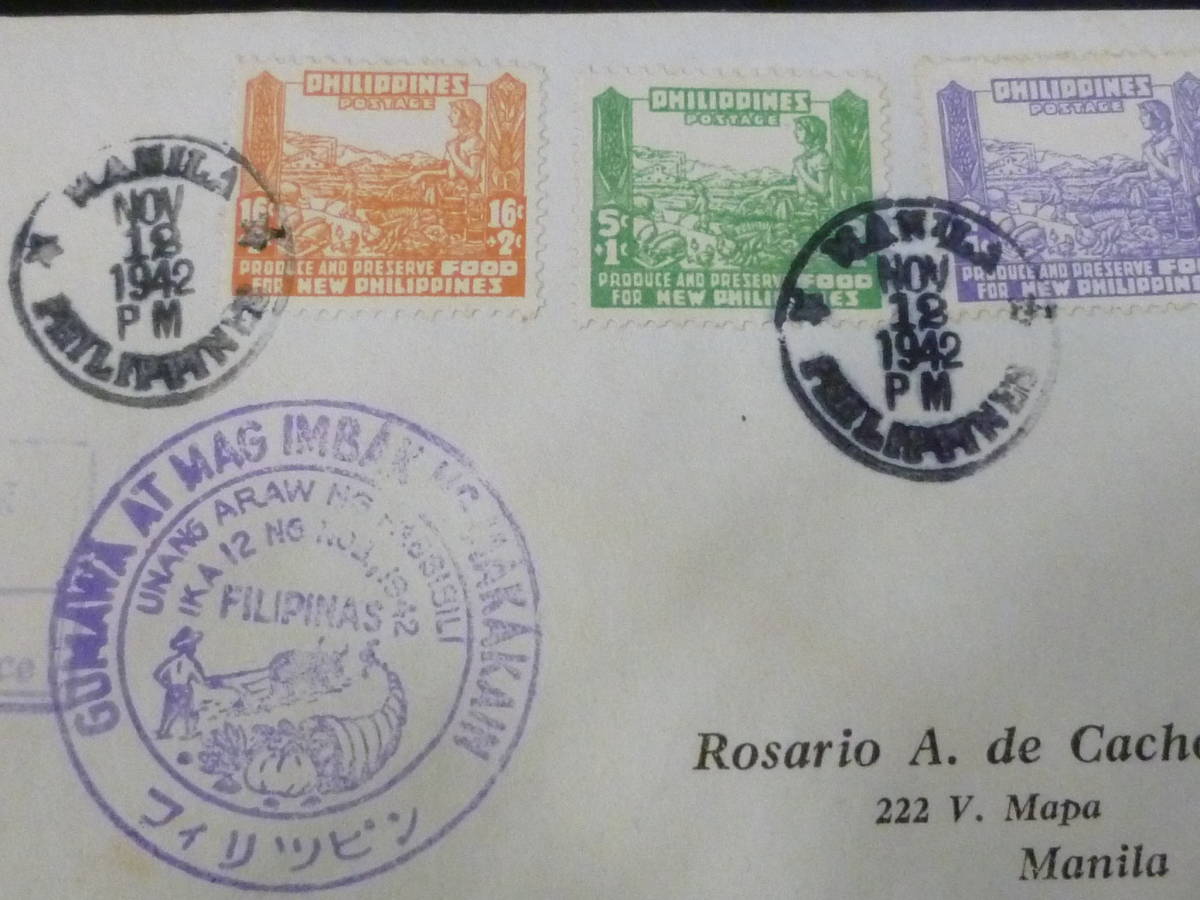 PHILIPPINES
POSTAGE
16¢
16¢
+2¢
PRODUCE AND PRESERVE FOOD
FOR NEW PHILIPPINES
PHILIPPINES
POSTAGE
5¢
+1¢
PRODUCE AND PRESERVE FOOD
FOR NEW PHILIPPINES
PHILIPPINES
POSTAGE
PRODUCE AND PRESERVE FOO
FOR NEW PHILIPPINES
MANILA
NOV
12
1942
PM
PHILIPPINES
MANILA
NOV
12
1942
PM
PHILIPPINES
GUMAWA AT MAG IMBAK NG MAKAKAIN
UNANG ARAW NG PAGBIBILI
IKA 12 NG NOB., 1942
FILIPINAS
フィリッピン
Rosario A. de Cache
222 V. Mapa
Manila